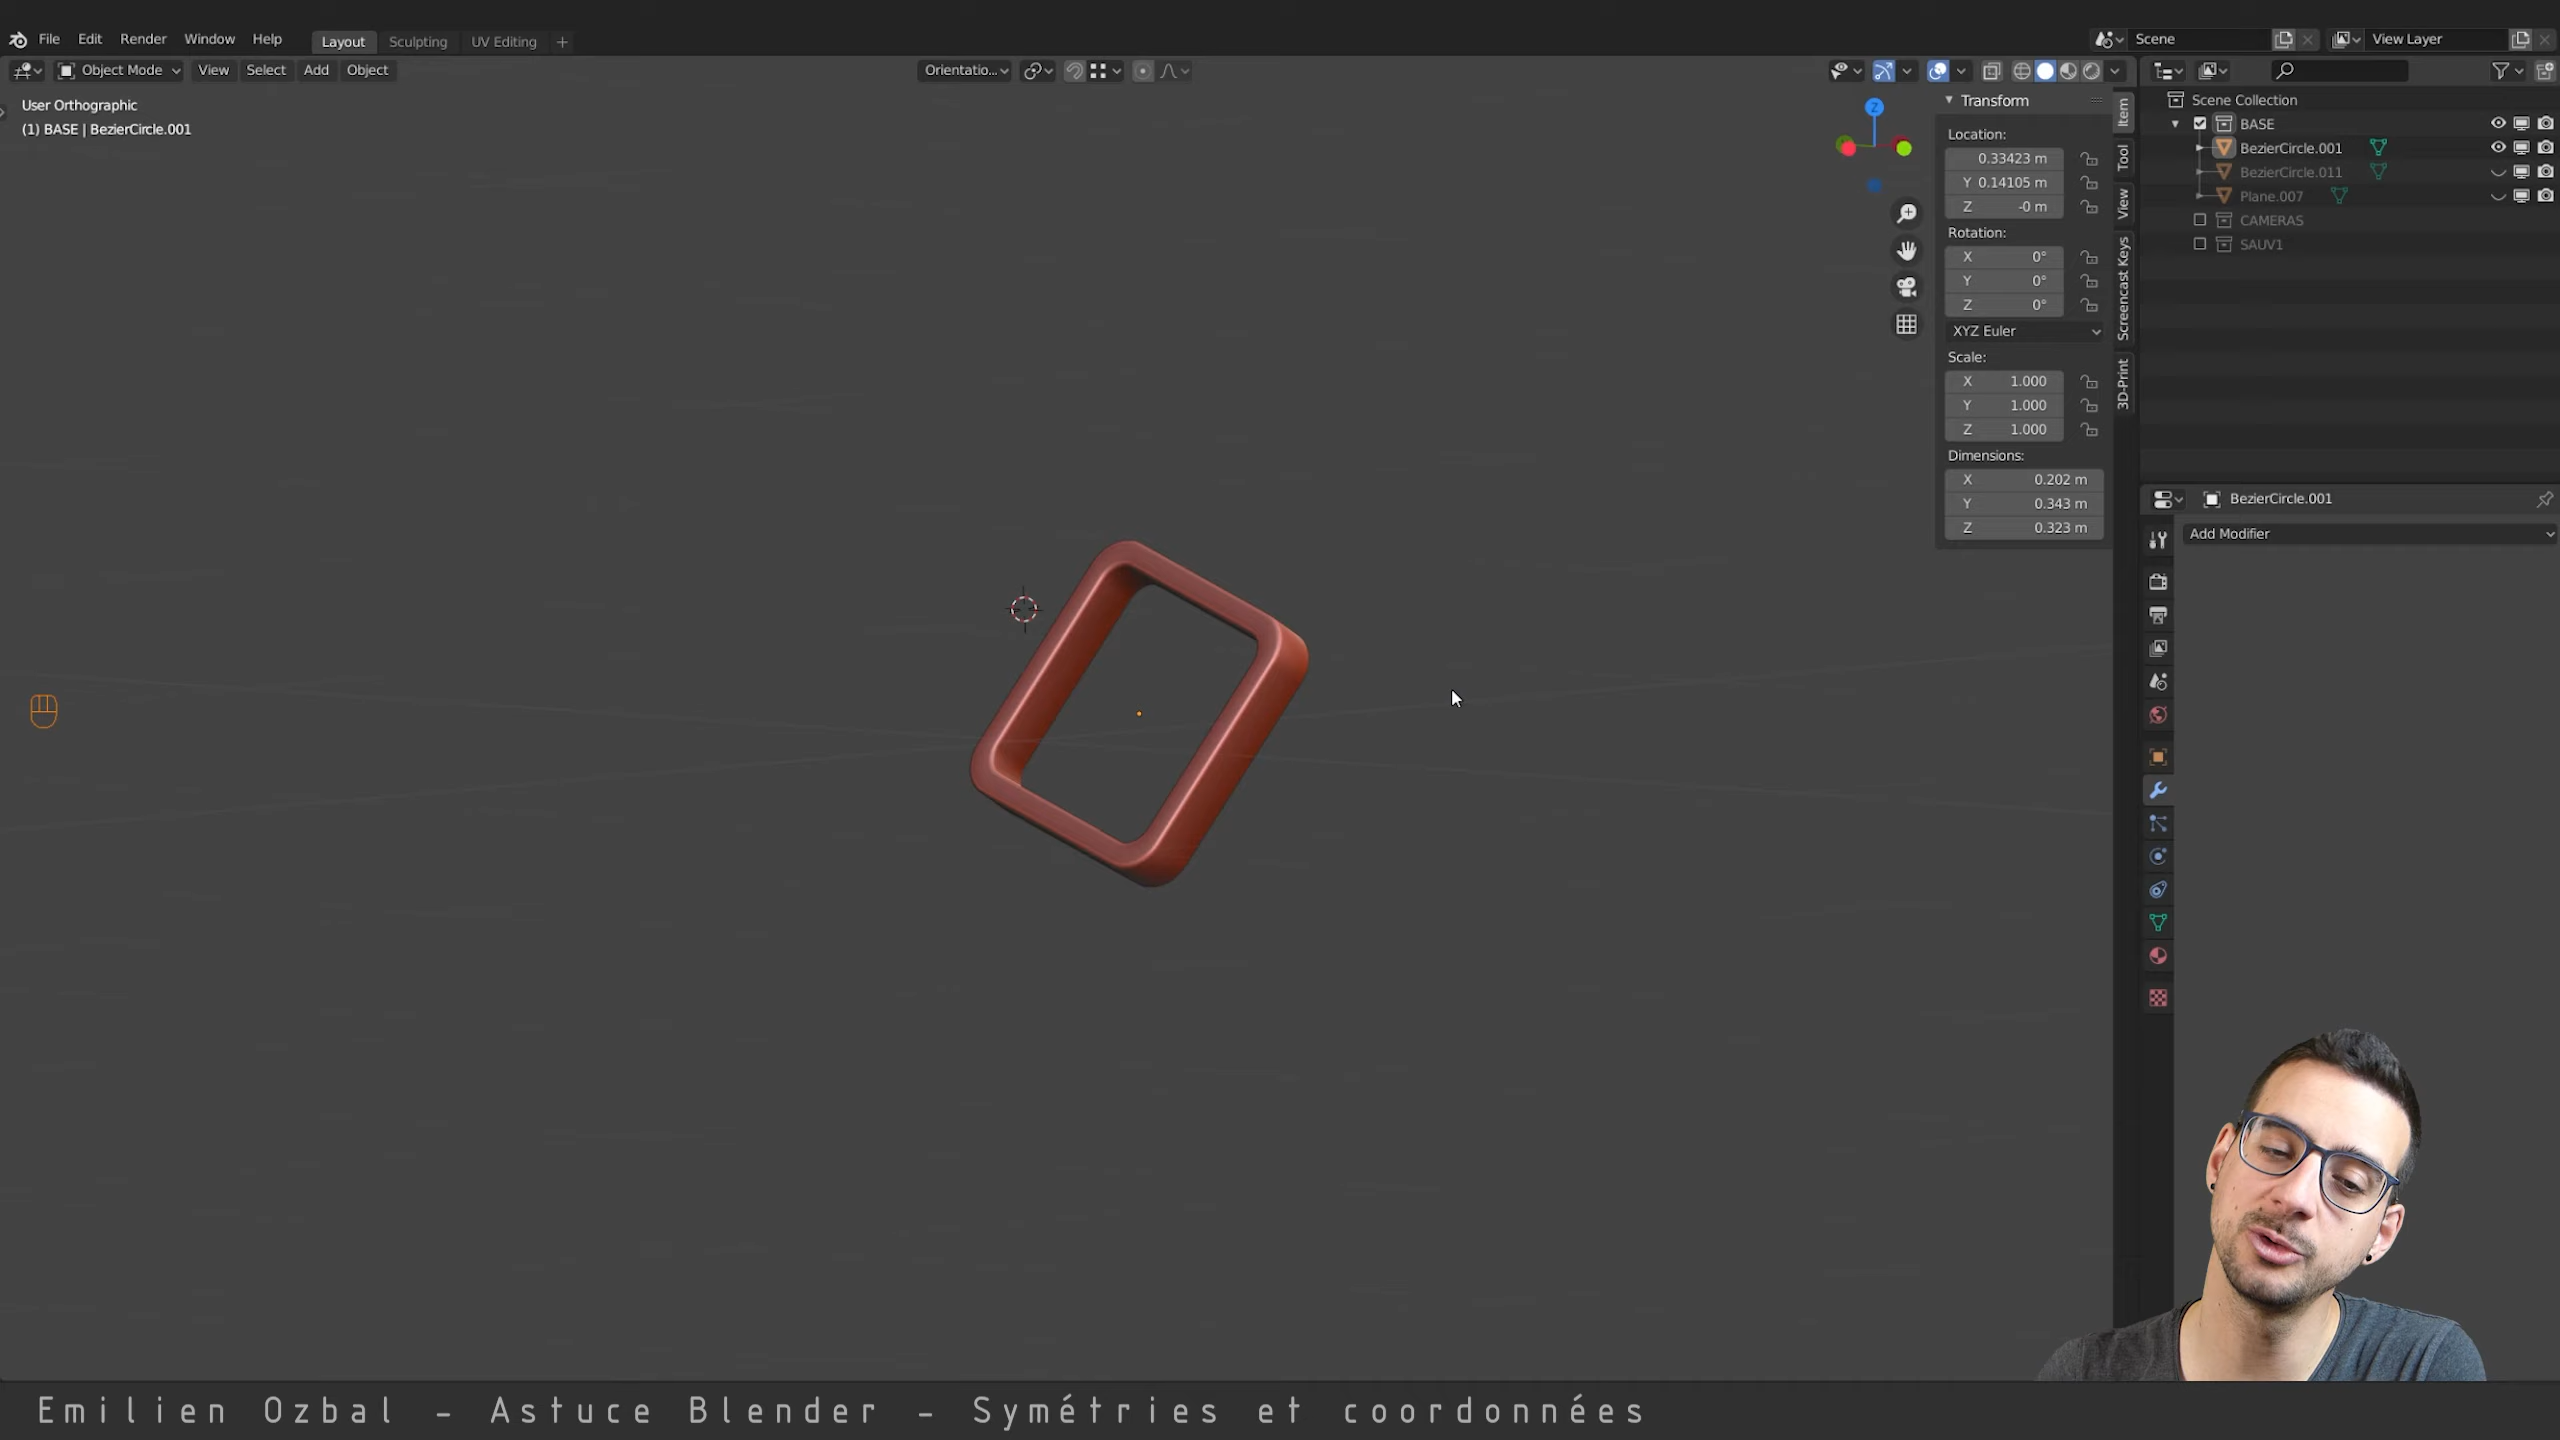 File Edit Render Window Help Layout Sculpting UV Editing + Scene View Layer
Object Mode View Select Add Object Orientatio...
User Orthographic
(1) BASE | BezierCircle.001
Z
Transform
Location:
0.33423 m
Y 0.14105 m
Z -0 m
Rotation:
X 0°
Y 0°
Z 0°
XYZ Euler
Scale:
X 1.000
Y 1.000
Z 1.000
Dimensions:
X 0.202 m
Y 0.343 m
Z 0.323 m
Item
Tool
View
Screencast Keys
3D-Print
Scene Collection
BASE
BezierCircle.001
BezierCircle.011
Plane.007
CAMERAS
SAUV1
BezierCircle.001
Add Modifier
Emilien Ozbal - Astuce Blender - Symétries et coordonnées